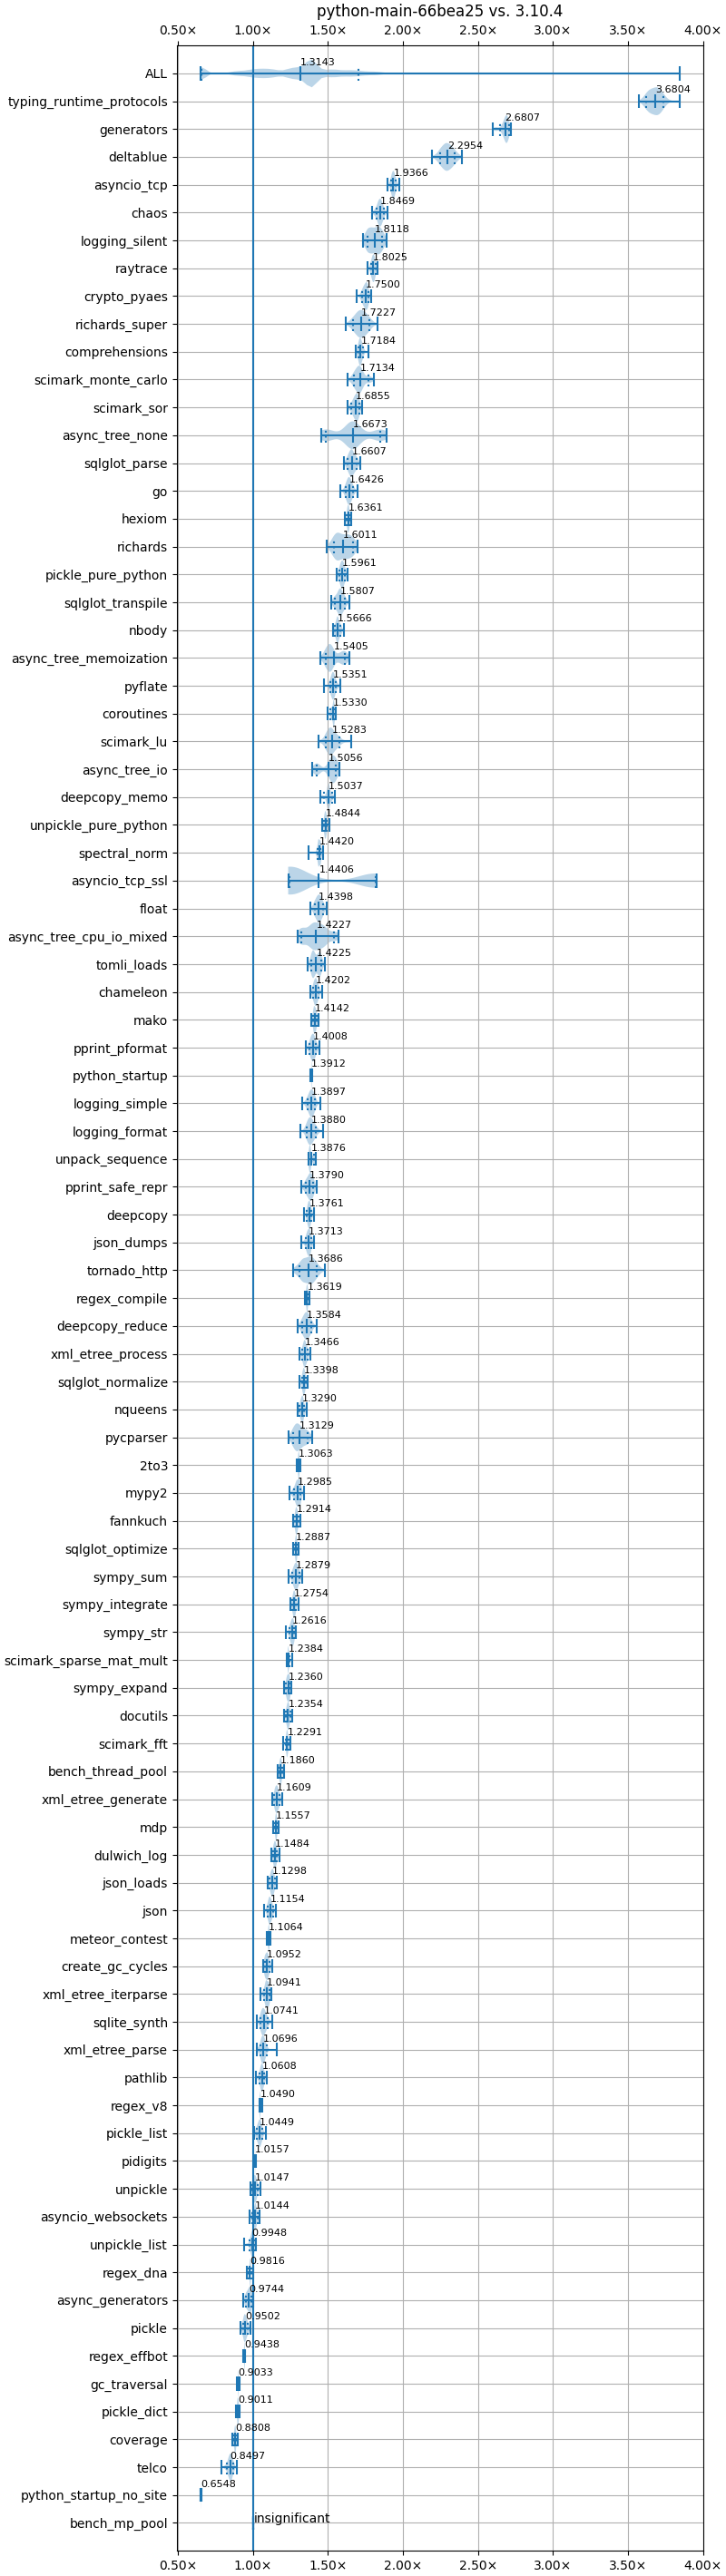 python-main-66bea25 vs. 3.10.4
0.50× 1.00× 1.50× 2.00× 2.50× 3.00× 3.50× 4.00×
ALL 1.3143
typing_runtime_protocols 3.6804
generators 2.6807
deltablue 2.2954
asyncio_tcp 1.9366
chaos 1.8469
logging_silent 1.8118
raytrace 1.8025
crypto_pyaes 1.7500
richards_super 1.7227
comprehensions 1.7184
scimark_monte_carlo 1.7134
scimark_sor 1.6855
async_tree_none 1.6673
sqlglot_parse 1.6607
go 1.6426
hexiom 1.6361
richards 1.6011
pickle_pure_python 1.5961
sqlglot_transpile 1.5807
nbody 1.5666
async_tree_memoization 1.5405
pyflate 1.5351
coroutines 1.5330
scimark_lu 1.5283
async_tree_io 1.5056
deepcopy_memo 1.5037
unpickle_pure_python 1.4844
spectral_norm 1.4420
asyncio_tcp_ssl 1.4406
float 1.4398
async_tree_cpu_io_mixed 1.4227
tomli_loads 1.4225
chameleon 1.4202
mako 1.4142
pprint_pformat 1.4008
python_startup 1.3912
logging_simple 1.3897
logging_format 1.3880
unpack_sequence 1.3876
pprint_safe_repr 1.3790
deepcopy 1.3761
json_dumps 1.3713
tornado_http 1.3686
regex_compile 1.3619
deepcopy_reduce 1.3584
xml_etree_process 1.3466
sqlglot_normalize 1.3398
nqueens 1.3290
pycparser 1.3129
2to3 1.3063
mypy2 1.2985
fannkuch 1.2914
sqlglot_optimize 1.2887
sympy_sum 1.2879
sympy_integrate 1.2754
sympy_str 1.2616
scimark_sparse_mat_mult 1.2384
sympy_expand 1.2360
docutils 1.2354
scimark_fft 1.2291
bench_thread_pool 1.1860
xml_etree_generate 1.1609
mdp 1.1557
dulwich_log 1.1484
json_loads 1.1298
json 1.1154
meteor_contest 1.1064
create_gc_cycles 1.0952
xml_etree_iterparse 1.0941
sqlite_synth 1.0741
xml_etree_parse 1.0696
pathlib 1.0608
regex_v8 1.0490
pickle_list 1.0449
pidigits 1.0157
unpickle 1.0147
asyncio_websockets 1.0144
unpickle_list 0.9948
regex_dna 0.9816
async_generators 0.9744
pickle 0.9502
regex_effbot 0.9438
gc_traversal 0.9033
pickle_dict 0.9011
coverage 0.8808
telco 0.8497
python_startup_no_site 0.6548
bench_mp_pool insignificant
0.50× 1.00× 1.50× 2.00× 2.50× 3.00× 3.50× 4.00×